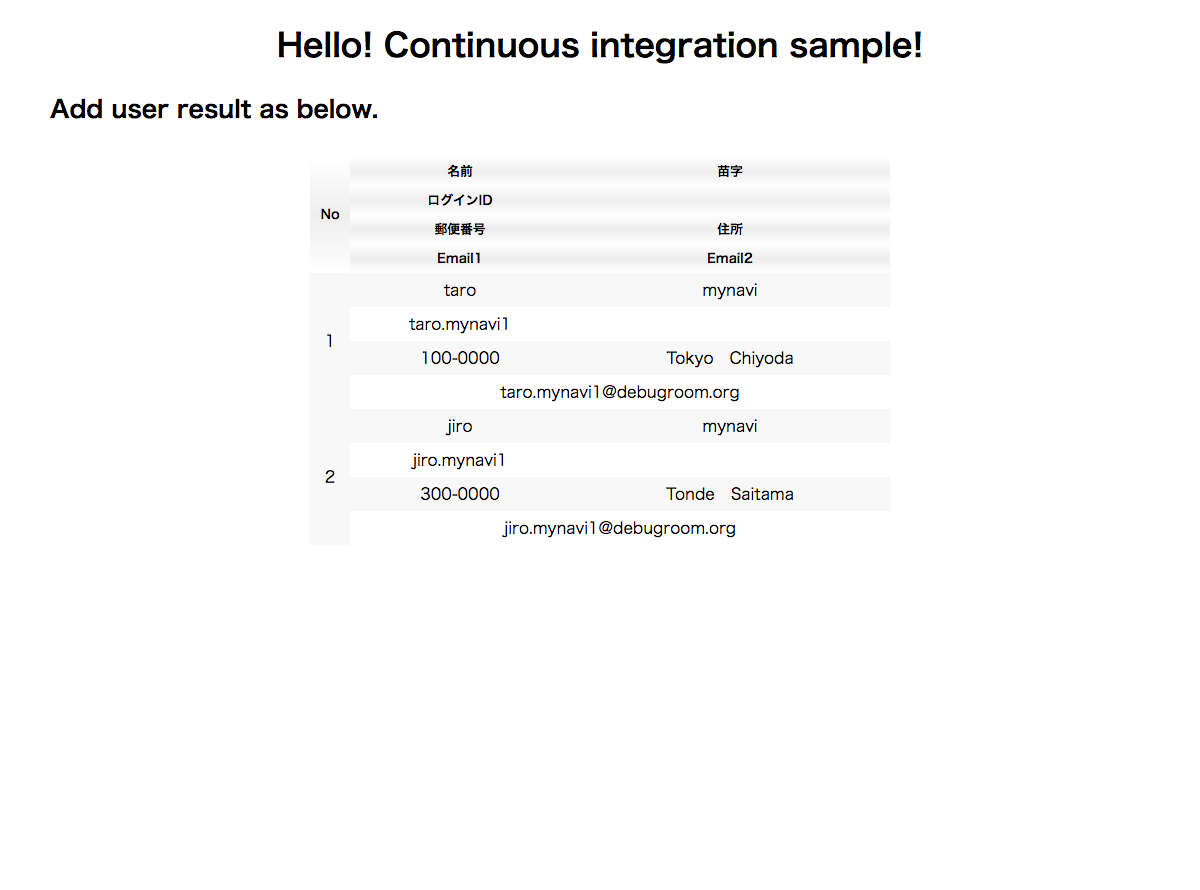 Hello! Continuous integration sample!
Add user result as below.
No
名前 苗字
ログインID
郵便番号 住所
Email1 Email2
1
taro mynavi
taro.mynavi1
100-0000 Tokyo　Chiyoda
taro.mynavi1@debugroom.org
2
jiro mynavi
jiro.mynavi1
300-0000 Tonde　Saitama
jiro.mynavi1@debugroom.org